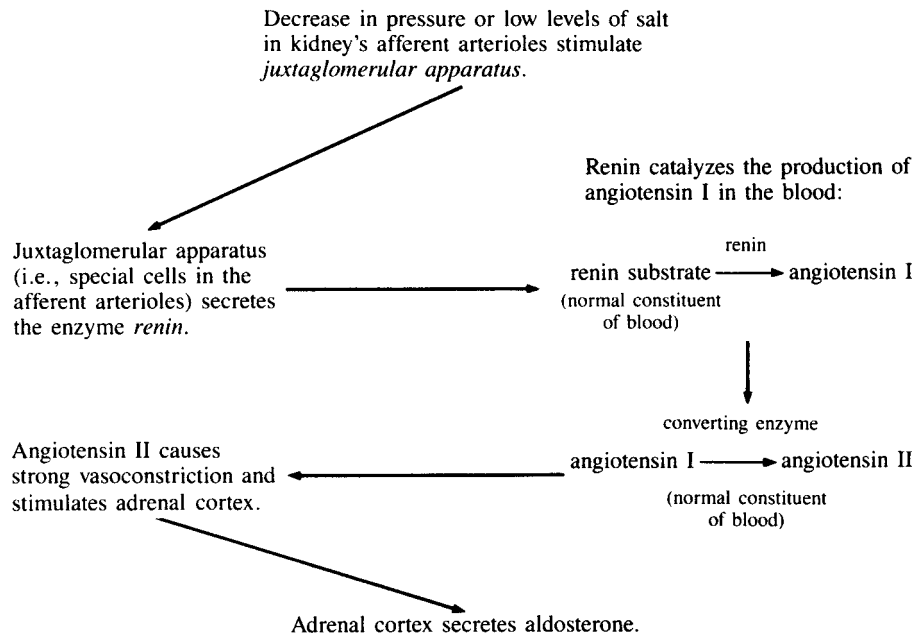 Decrease in pressure or low levels of salt
in kidney's afferent arterioles stimulate
juxtaglomerular apparatus.
Juxtaglomerular apparatus
(i.e., special cells in the
afferent arterioles) secretes
the enzyme renin.
Renin catalyzes the production of
angiotensin I in the blood:
renin
renin substrate angiotensin I
(normal constituent
of blood)
converting enzyme
angiotensin I angiotensin II
(normal constituent
of blood)
Angiotensin II causes
strong vasoconstriction and
stimulates adrenal cortex.
Adrenal cortex secretes aldosterone.